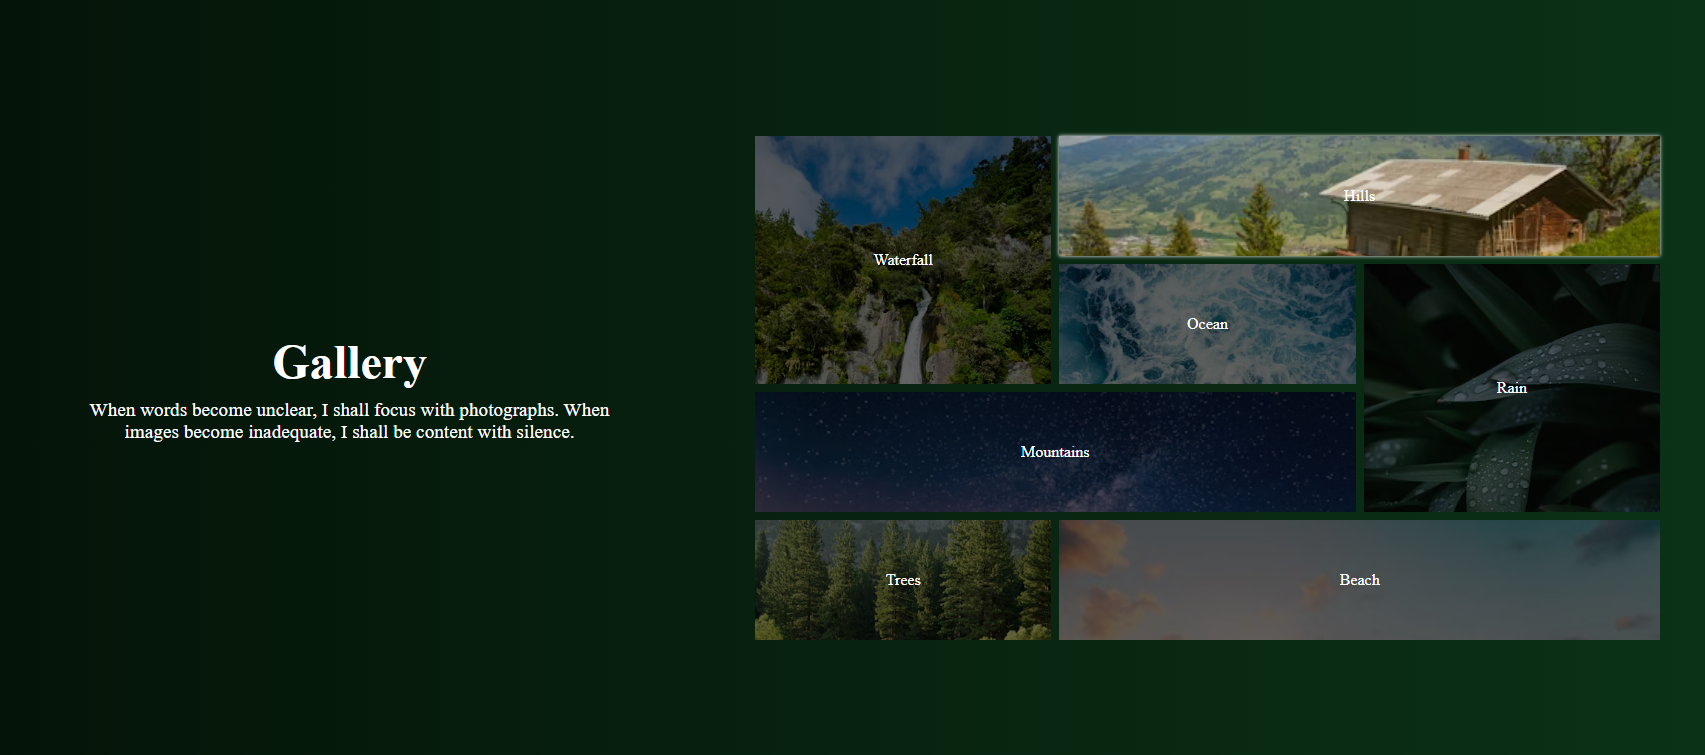 Gallery
When words become unclear, I shall focus with photographs. When
images become inadequate, I shall be content with silence.
Waterfall
Hills
Ocean
Rain
Mountains
Trees
Beach